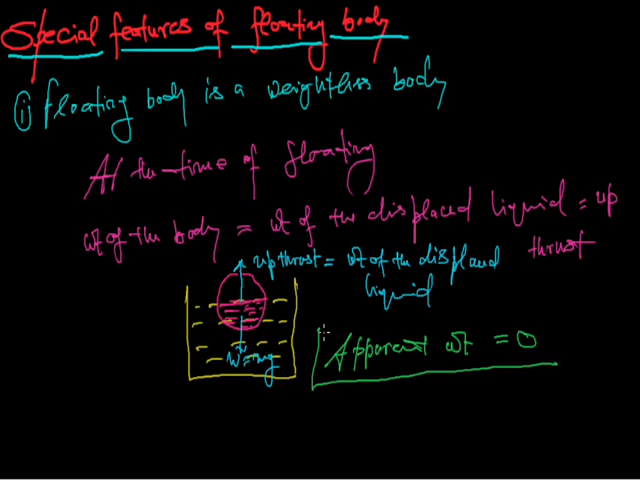 Special features of floating body
i) floating body is a weightless body
At the time of floating
wt of the body = wt of the displaced liquid = up
thrust
up thrust = wt of the displaced
liquid
W=mg
Apparent wt = 0